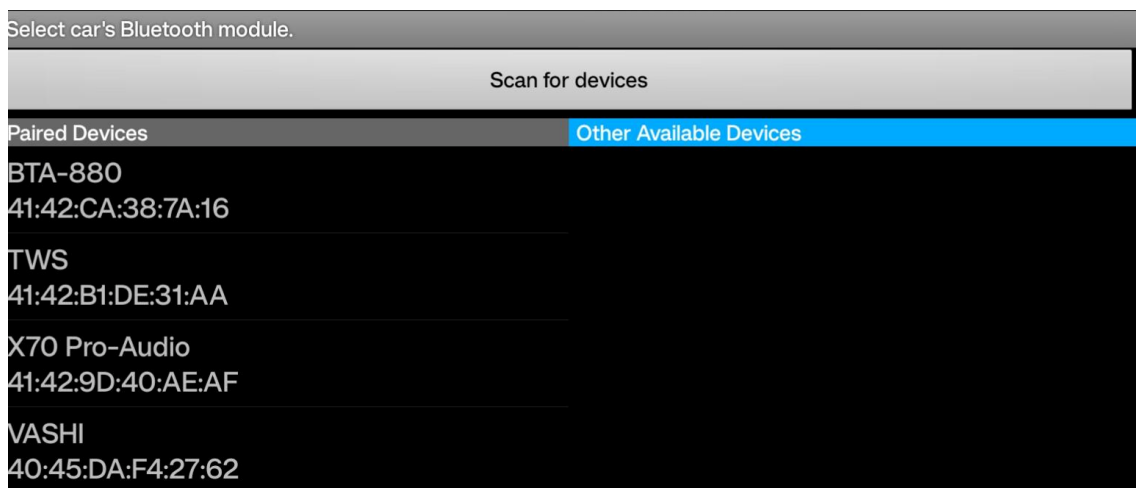 Select car's Bluetooth module.
Scan for devices
Paired Devices
Other Available Devices
BTA-880
41:42:CA:38:7A:16
TWS
41:42:B1:DE:31:AA
X70 Pro-Audio
41:42:9D:40:AE:AF
VASHI
40:45:DA:F4:27:62